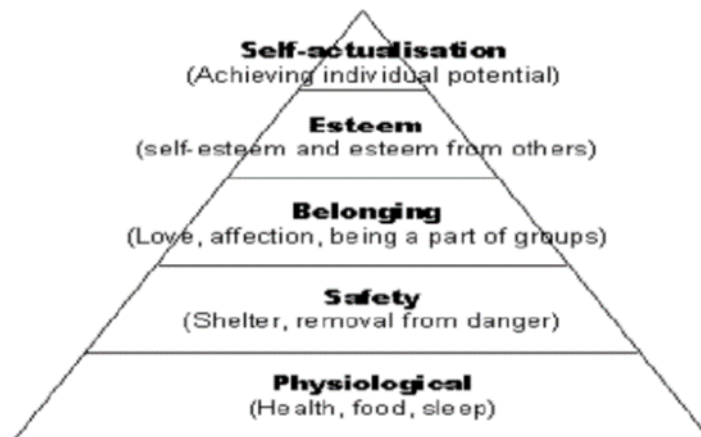 Self-actualisation
(Achieving individual potential)
Esteem
(self-esteem and esteem from others)
Belonging
(Love, affection, being a part of groups)
Safety
(Shelter, removal from danger)
Physiological
(Health, food, sleep)